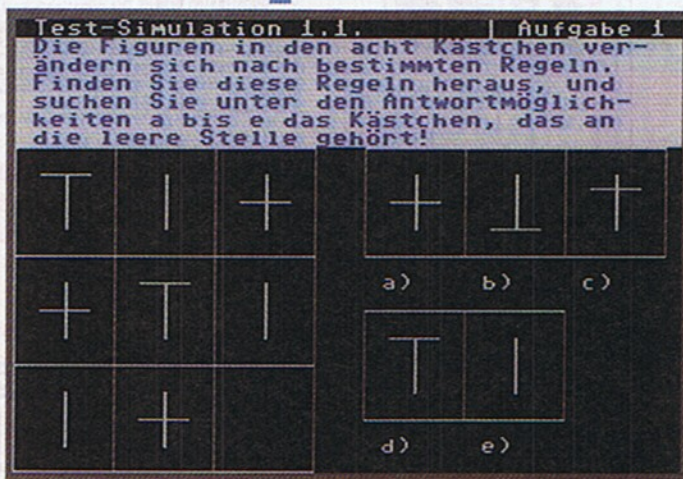 Test-Simulation 1.1. | Aufgabe 1
Die Figuren in den acht Kästchen ver-
ändern sich nach bestimmten Regeln.
Finden Sie diese Regeln heraus, und
suchen Sie unter den Antwortmöglich-
keiten a bis e das Kästchen, das an
die leere Stelle gehört!
a) b) c)
d) e)